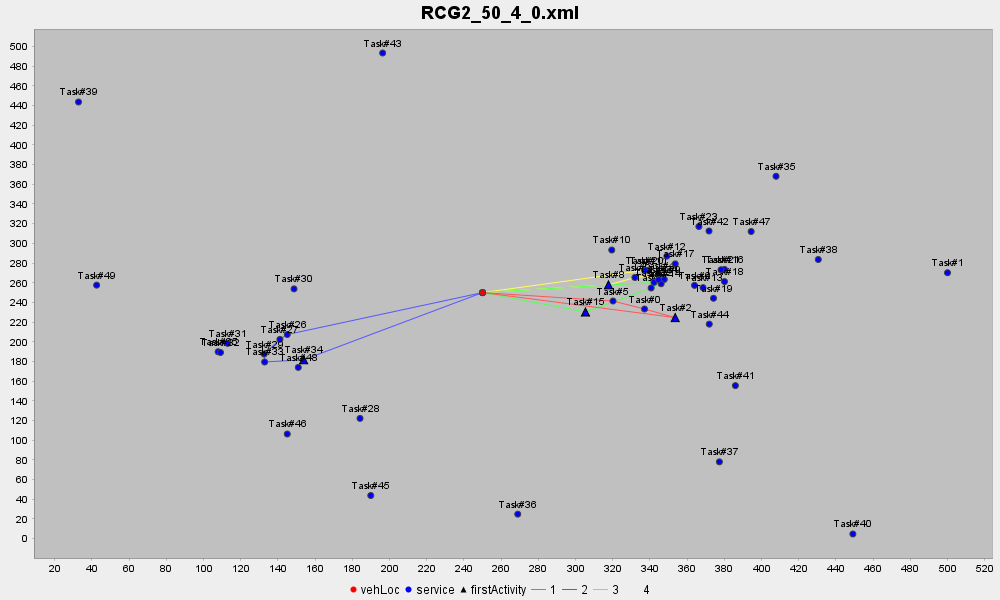 RCG2_50_4_0.xml
500
480
460
440
420
400
380
360
340
320
300
280
260
240
220
200
180
160
140
120
100
80
60
40
20
0
Task#43
Task#39
Task#35
Task#23
Task#42
Task#47
Task#10
Task#12
Task#17
Task#38
Task#1
Task#49
Task#30
Task#8
Task#18
Task#13
Task#19
Task#5
Task#15
Task#0
Task#2
Task#44
Task#26
Task#27
Task#31
Task#29
Task#33
Task#34
Task#48
Task#41
Task#28
Task#46
Task#37
Task#45
Task#36
Task#40
20 40 60 80 100 120 140 160 180 200 220 240 260 280 300 320 340 360 380 400 420 440 460 480 500 520
vehLoc service firstActivity 1 2 3 4